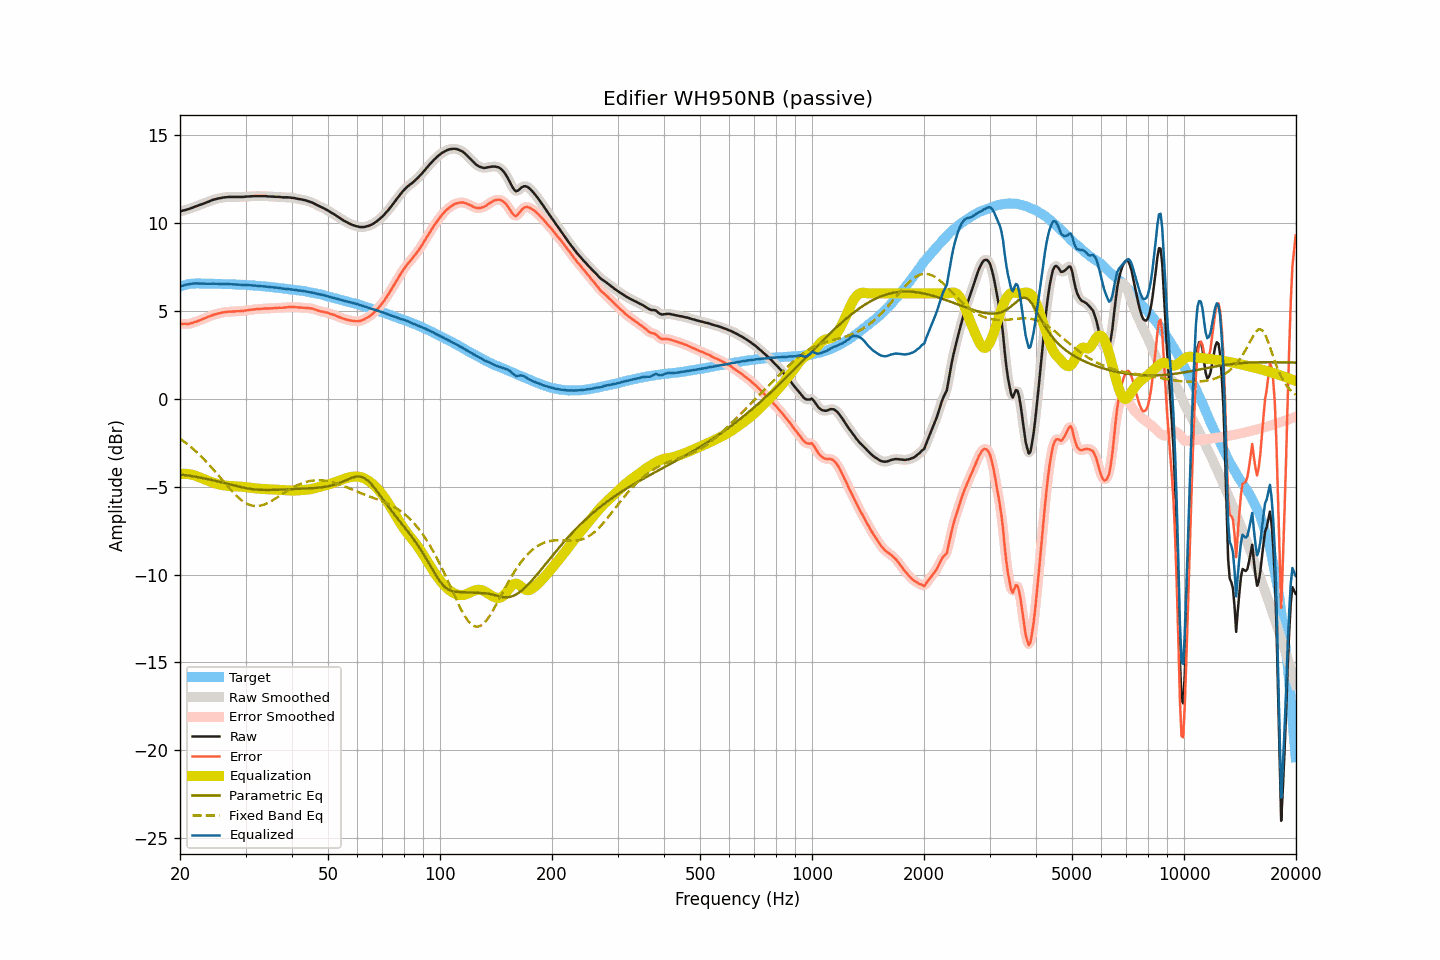 Edifier WH950NB (passive)
15
10
5
0
−5
−10
−15
−20
−25
Amplitude (dBr)
Target
Raw Smoothed
Error Smoothed
Raw
Error
Equalization
Parametric Eq
Fixed Band Eq
Equalized
20 50 100 200 500 1000 2000 5000 10000 20000
Frequency (Hz)